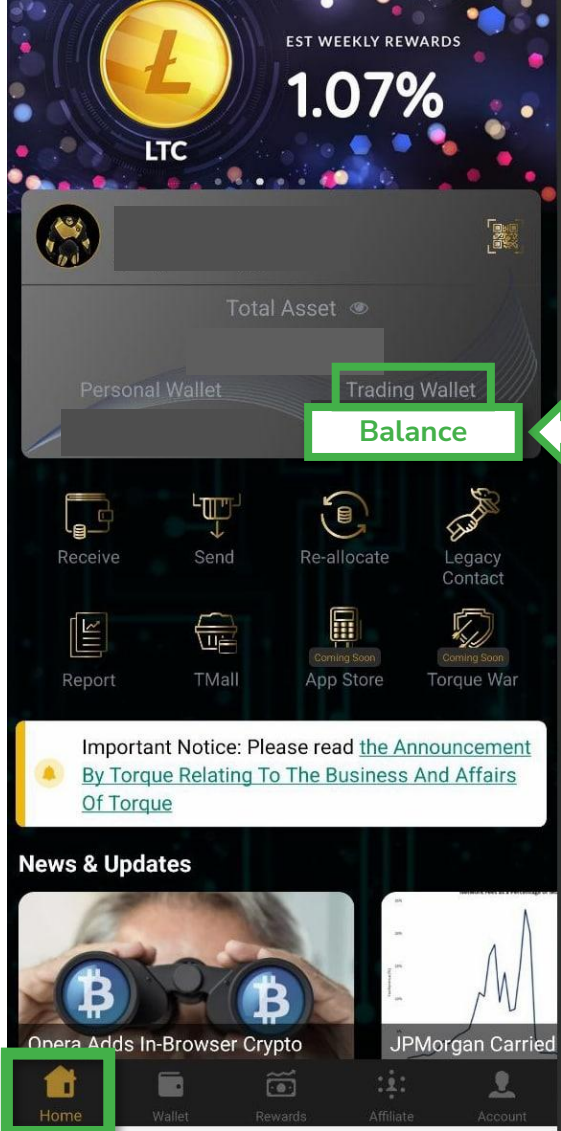 EST WEEKLY REWARDS
1.07%
LTC
Total Asset
Personal Wallet Trading Wallet
Balance
Receive Send Re-allocate Legacy
Contact
Coming Soon Coming Soon
Report TMall App Store Torque War
Important Notice: Please read the Announcement
By Torque Relating To The Business And Affairs
Of Torque
News & Updates
Opera Adds In-Browser Crypto JPMorgan Carried
Home Wallet Rewards Affiliate Account